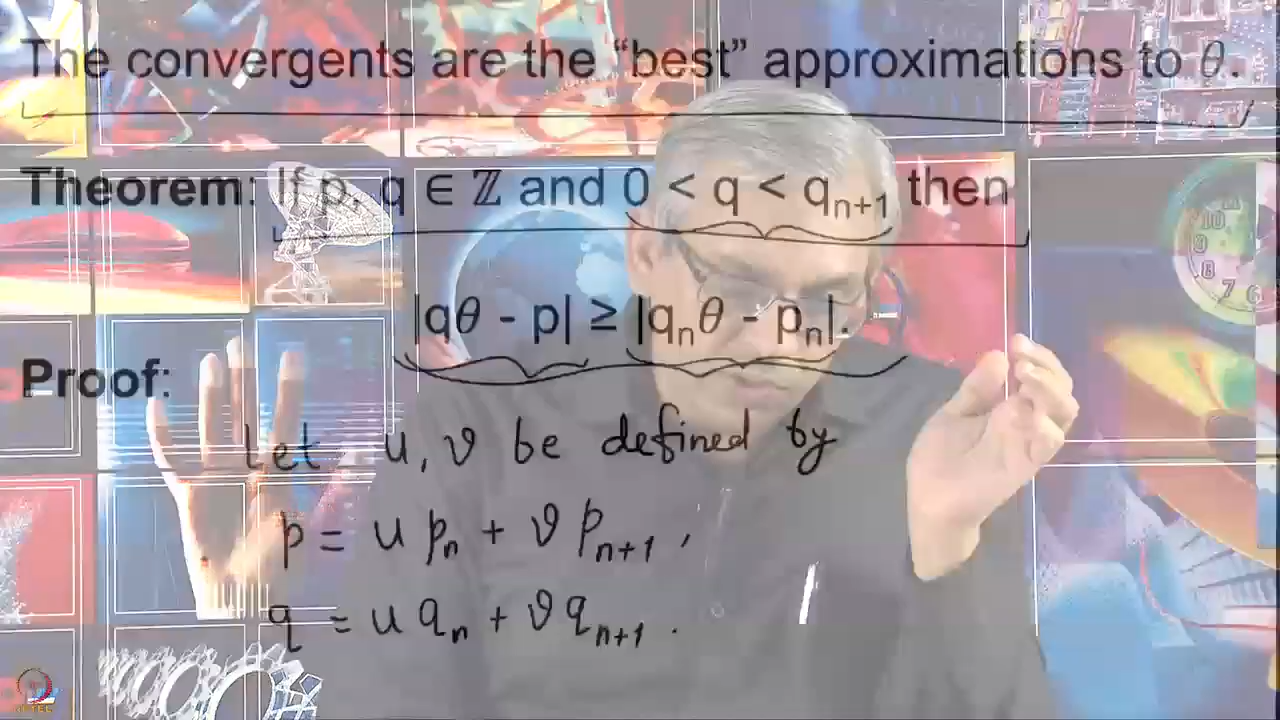 The convergents are the “best” approximations to θ.
Theorem: If p, q ∈ ℤ and 0 < q < qₙ₊₁ then
|qθ - p| ≥ |qₙθ - pₙ|.
Proof:
Let u, v be defined by
p = u pₙ + v pₙ₊₁ ,
q = u qₙ + v qₙ₊₁ .